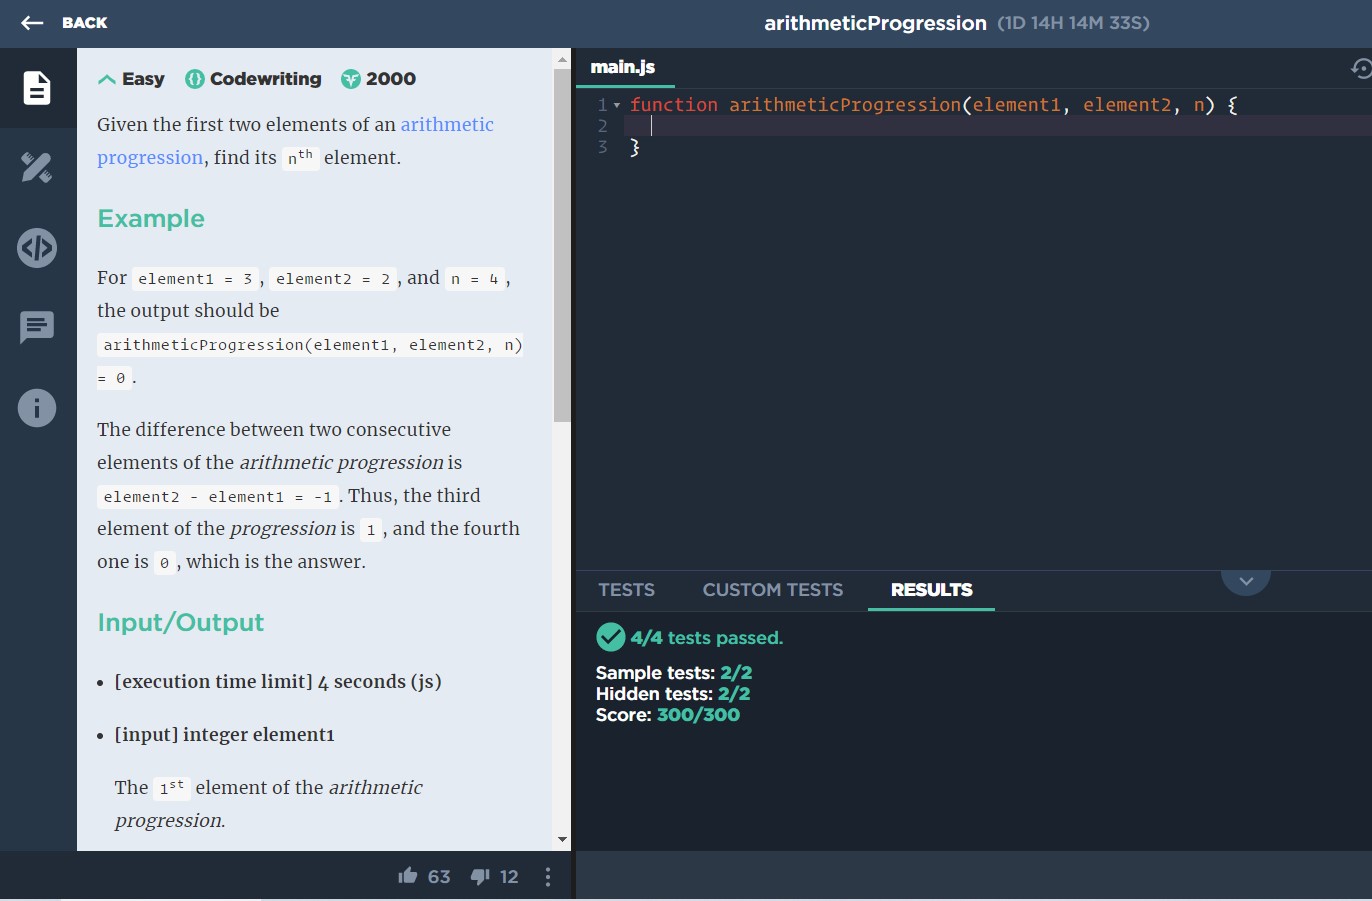 BACK
arithmeticProgression (1D 14H 14M 33S)
Easy Codewriting 2000
Given the first two elements of an arithmetic
progression, find its nth element.
Example
For element1 = 3, element2 = 2, and n = 4,
the output should be
arithmeticProgression(element1, element2, n)
= 0.
The difference between two consecutive
elements of the arithmetic progression is
element2 - element1 = -1. Thus, the third
element of the progression is 1, and the fourth
one is 0, which is the answer.
Input/Output
• [execution time limit] 4 seconds (js)
• [input] integer element1
The 1st element of the arithmetic
progression.
63 12
main.js
1 function arithmeticProgression(element1, element2, n) {
2
3 }
TESTS CUSTOM TESTS RESULTS
4/4 tests passed.
Sample tests: 2/2
Hidden tests: 2/2
Score: 300/300